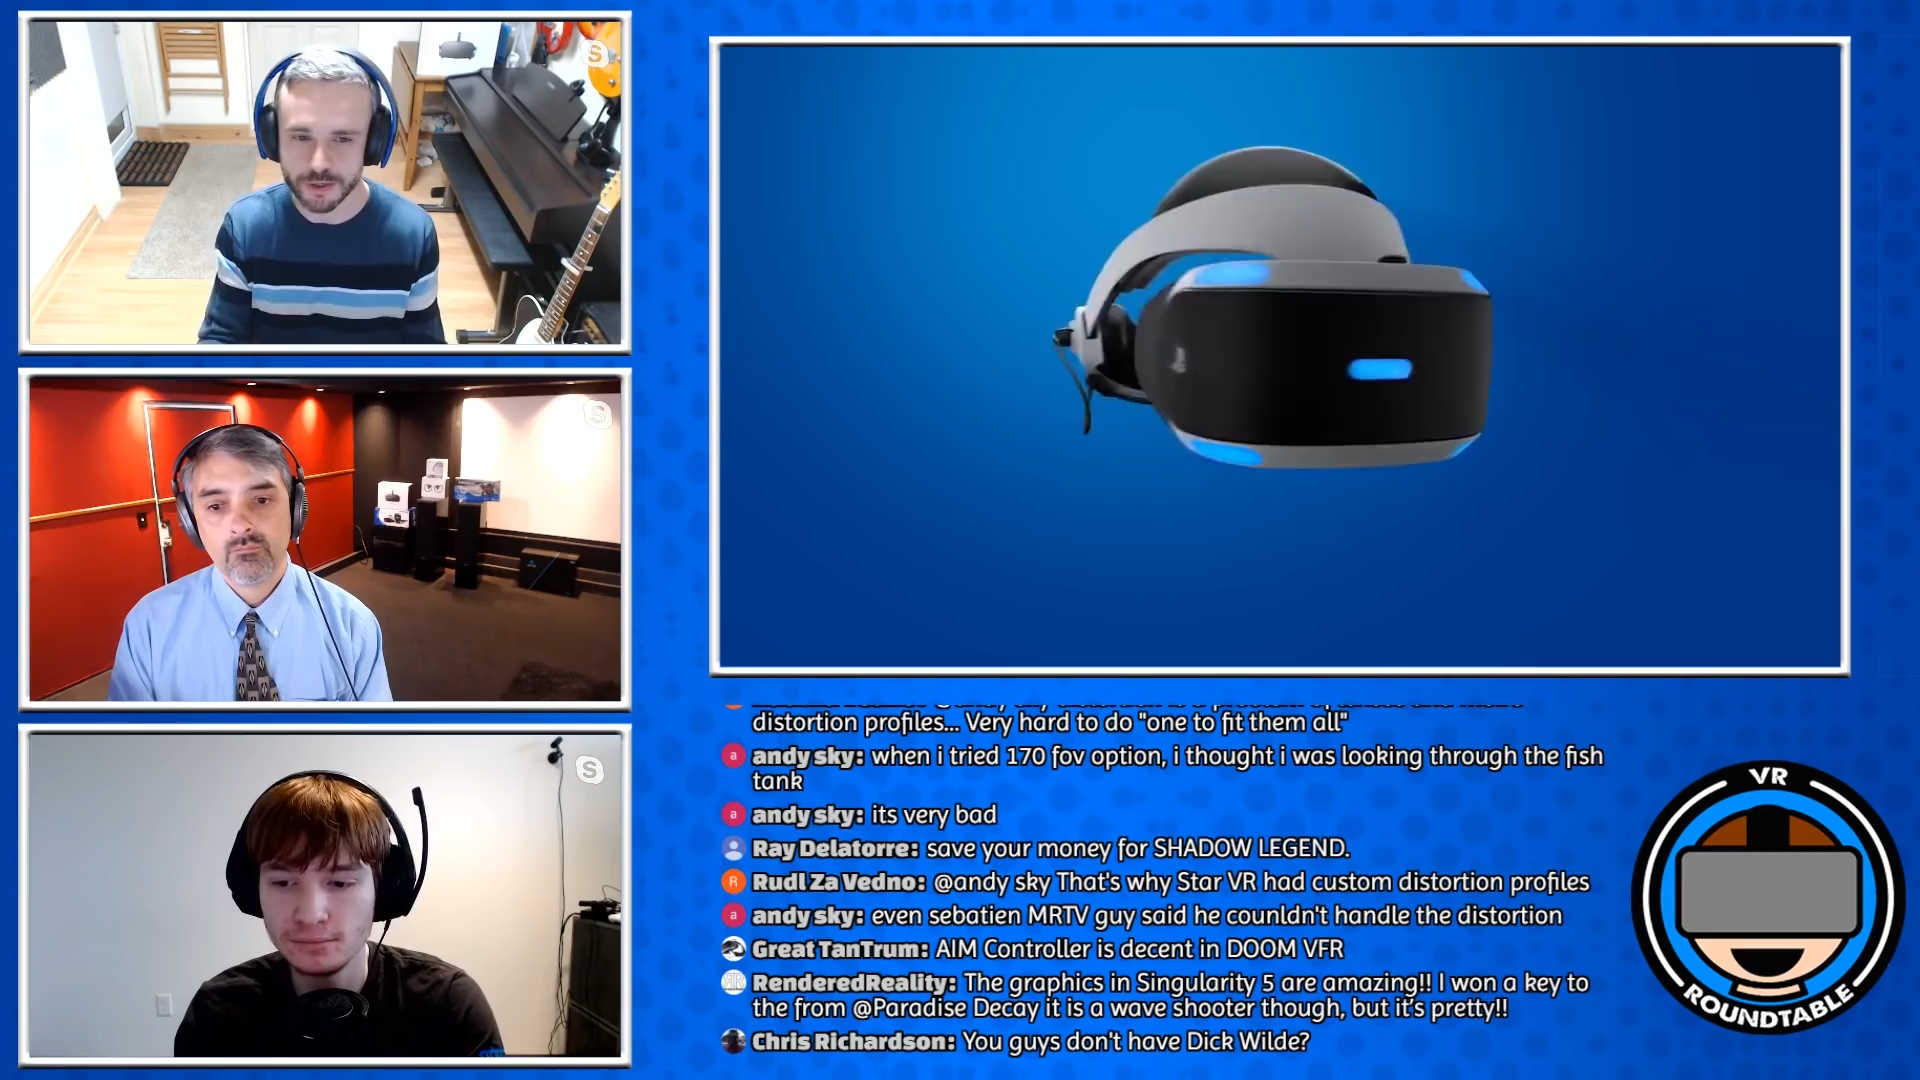 distortion profiles... Very hard to do "one to fit them all"
andy sky: when i tried 170 fov option, i thought i was looking through the fish
tank
andy sky: its very bad
Ray Delatorre: save your money for SHADOW LEGEND.
Rudl Za Vedno: @andy sky That's why Star VR had custom distortion profiles
andy sky: even sebatien MRTV guy said he counldn't handle the distortion
Great TanTrum: AIM Controller is decent in DOOM VFR
RenderedReality: The graphics in Singularity 5 are amazing!! I won a key to
the from @Paradise Decay it is a wave shooter though, but it's pretty!!
Chris Richardson: You guys don't have Dick Wilde?
VR
ROUNDTABLE